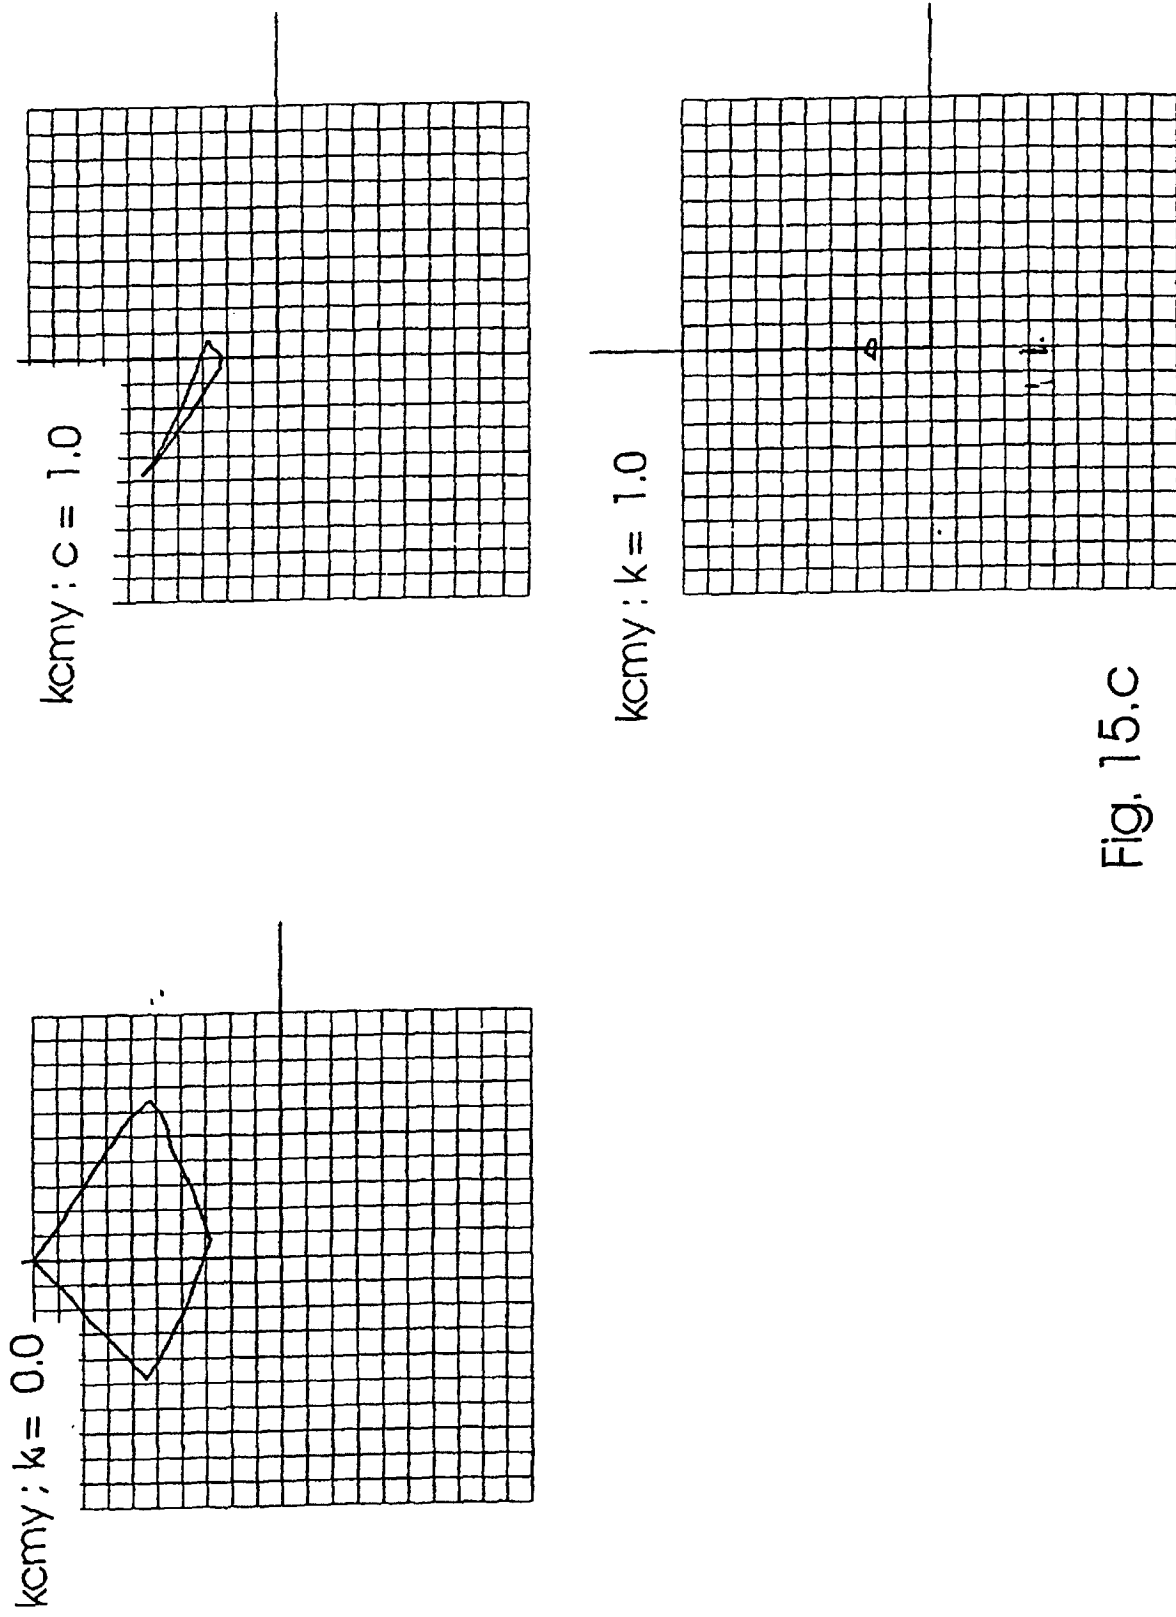 kcmy ; k = 0.0
kcmy : c = 1.0
kcmy : k = 1.0
Fig. 15.c